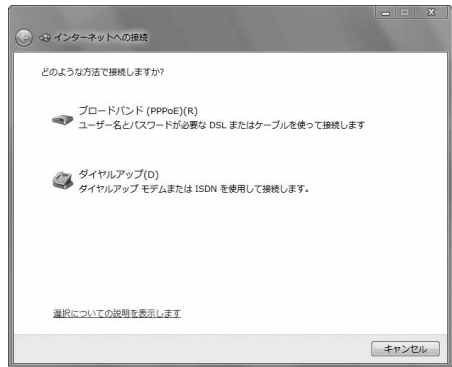 インターネットへの接続
どのような方法で接続しますか?
ブロードバンド (PPPoE)(R)
ユーザー名とパスワードが必要な DSL またはケーブルを使って接続します
ダイヤルアップ(D)
ダイヤルアップ モデムまたは ISDN を使用して接続します。
選択についての説明を表示します
キャンセル